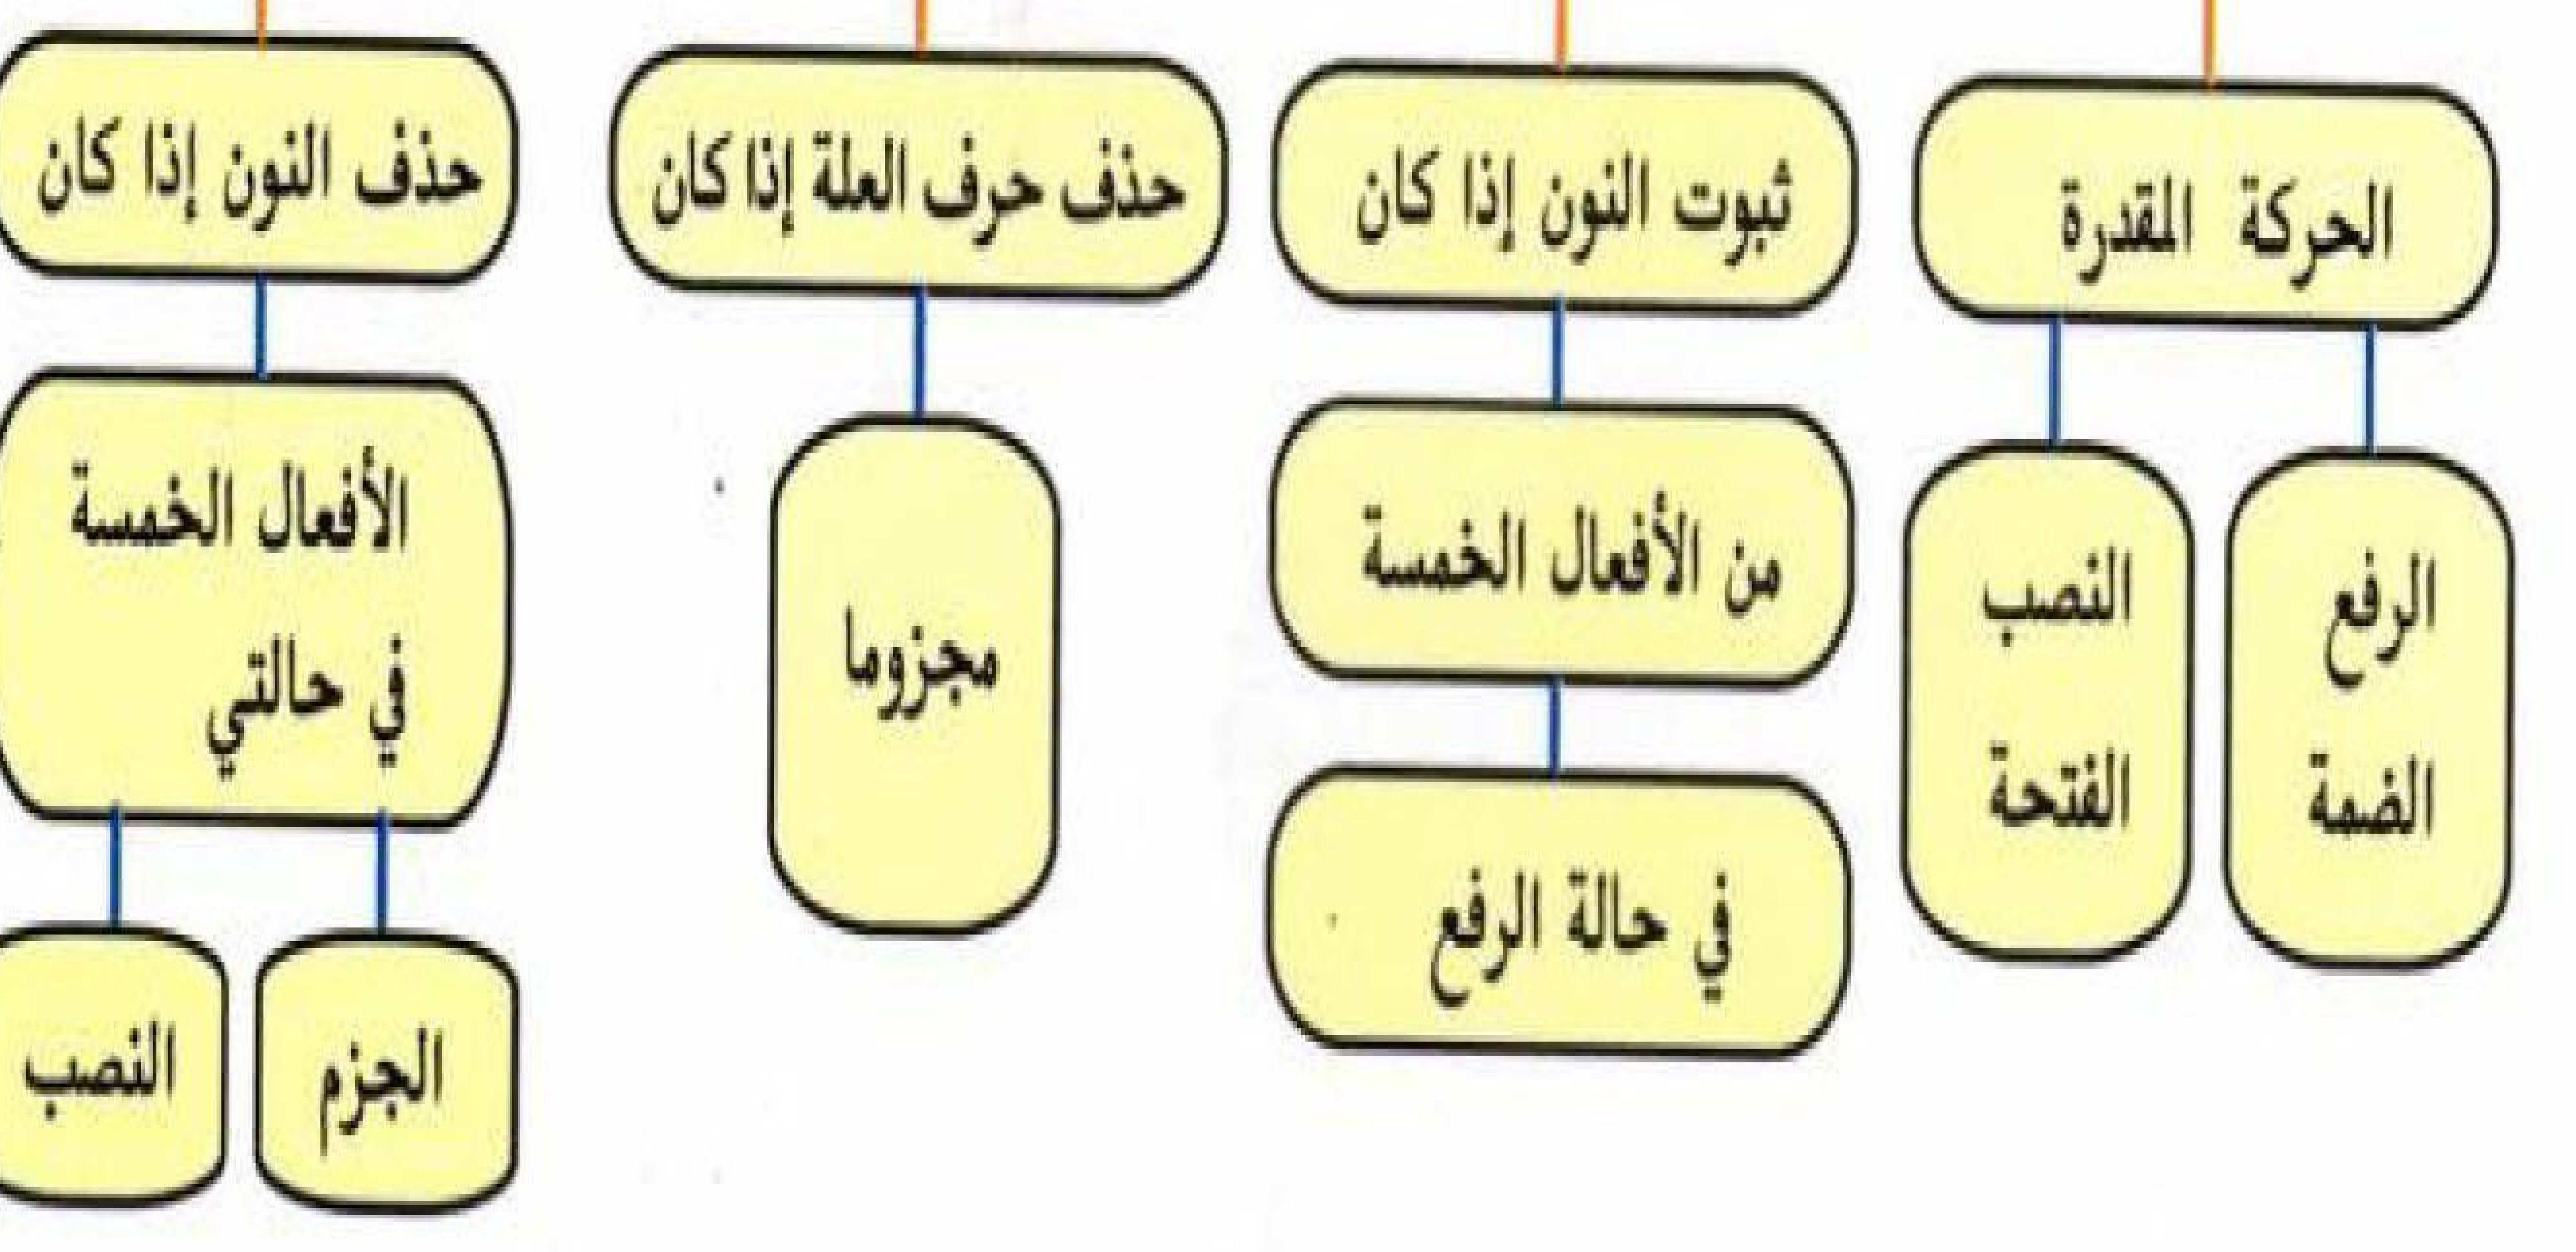 الحركة المقدرة
الرفع
الضمة
النصب
الفتحة
ثبوت النون إذا كان
من الأفعال الخمسة
في حالة الرفع
حذف حرف العلة إذا كان
مجزوما
حذف النون إذا كان
الأفعال الخمسة
في حالتي
الجزم
النصب